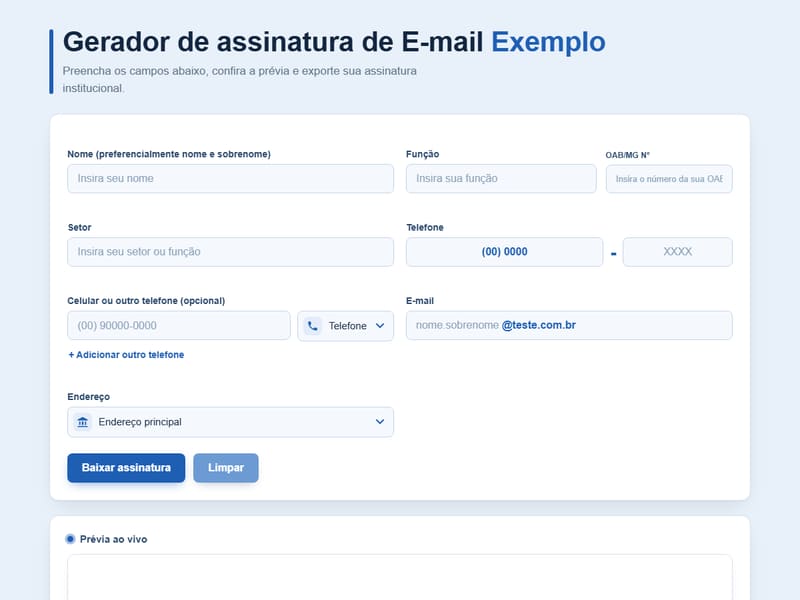 Gerador de assinatura de E-mail Exemplo
Preencha os campos abaixo, confira a prévia e exporte sua assinatura
institucional.
Nome (preferencialmente nome e sobrenome)
Insira seu nome
Função
Insira sua função
OAB/MG Nº
Insira o número da sua OAB
Setor
Insira seu setor ou função
Telefone
(00) 0000
-
XXXX
Celular ou outro telefone (opcional)
(00) 90000-0000
Telefone
E-mail
nome.sobrenome @teste.com.br
+ Adicionar outro telefone
Endereço
Endereço principal
Baixar assinatura
Limpar
Prévia ao vivo